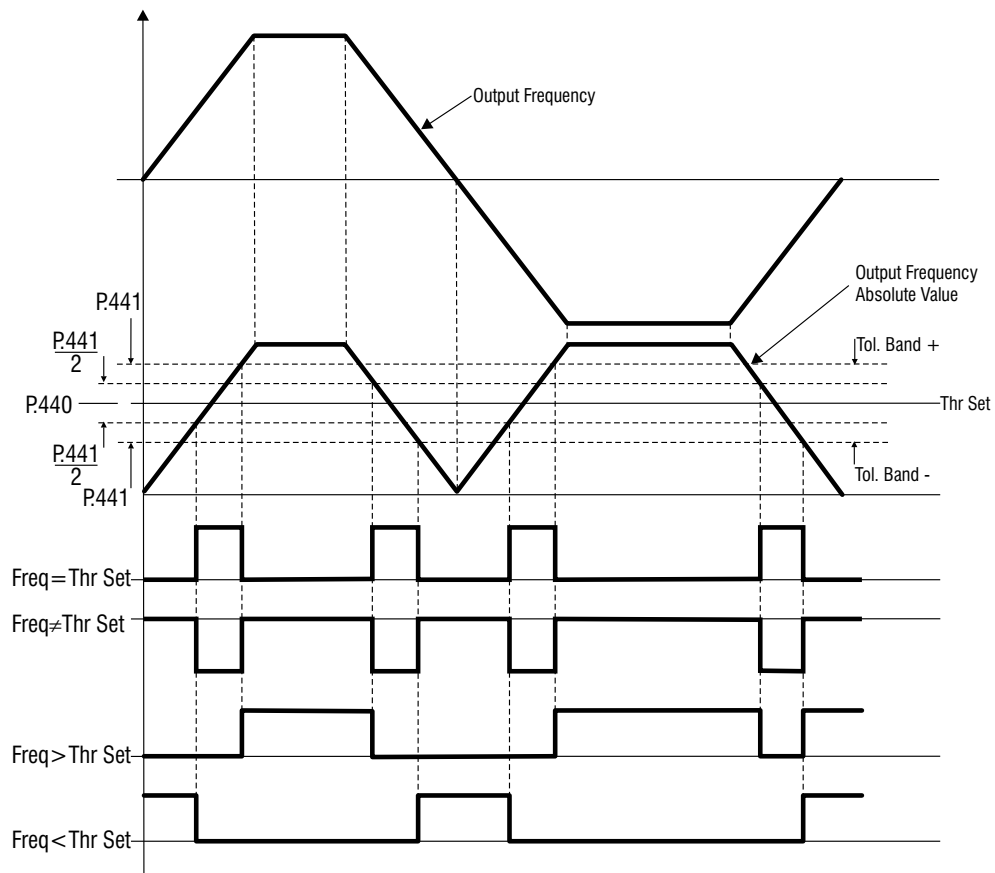 Output Frequency
Output Frequency
Absolute Value
P.441
P.441
2
Tol. Band +
P.440
Thr Set
P.441
2
Tol. Band -
P.441
Freq=Thr Set
Freq≠Thr Set
Freq>Thr Set
Freq<Thr Set